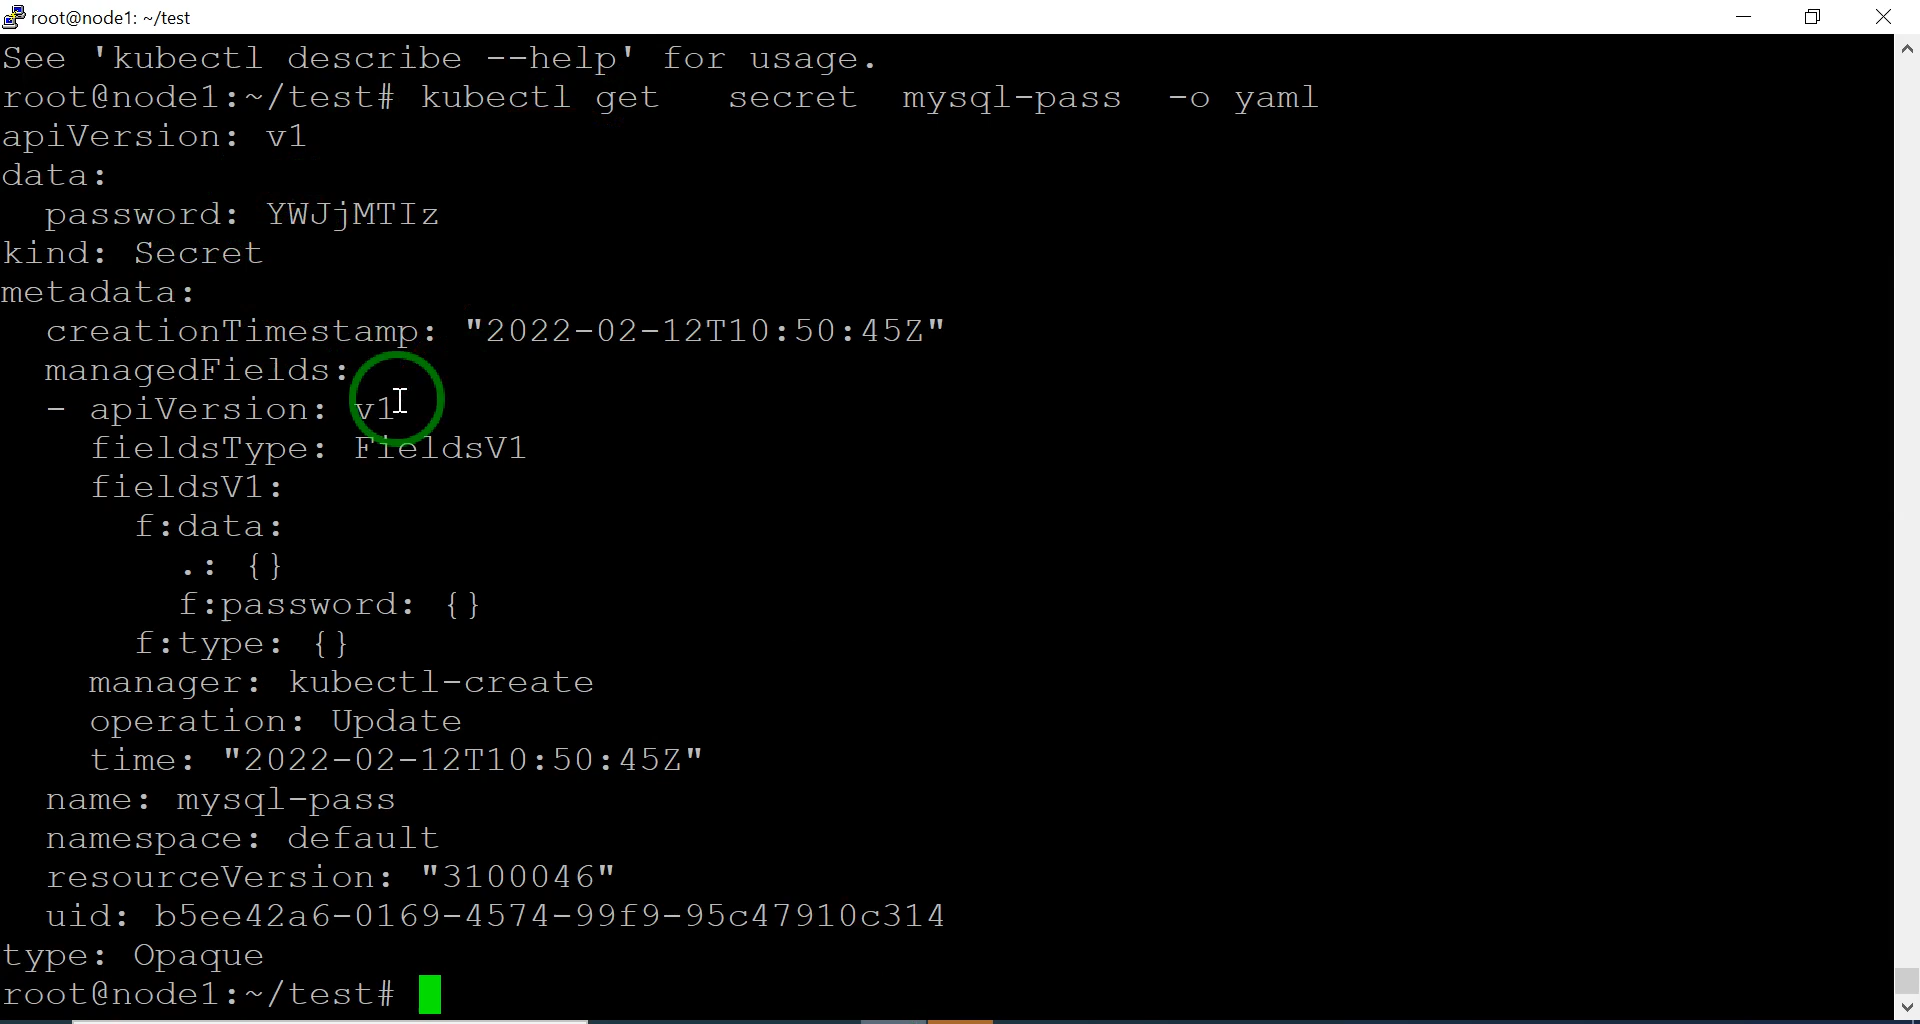 root@node1: ~/test
See 'kubectl describe --help' for usage.
root@node1:~/test# kubectl get   secret  mysql-pass  -o yaml
apiVersion: v1
data:
  password: YWJjMTIz
kind: Secret
metadata:
  creationTimestamp: "2022-02-12T10:50:45Z"
  managedFields:
  - apiVersion: v1
    fieldsType: FieldsV1
    fieldsV1:
      f:data:
        .: {}
        f:password: {}
      f:type: {}
    manager: kubectl-create
    operation: Update
    time: "2022-02-12T10:50:45Z"
  name: mysql-pass
  namespace: default
  resourceVersion: "3100046"
  uid: b5ee42a6-0169-4574-99f9-95c47910c314
type: Opaque
root@node1:~/test#